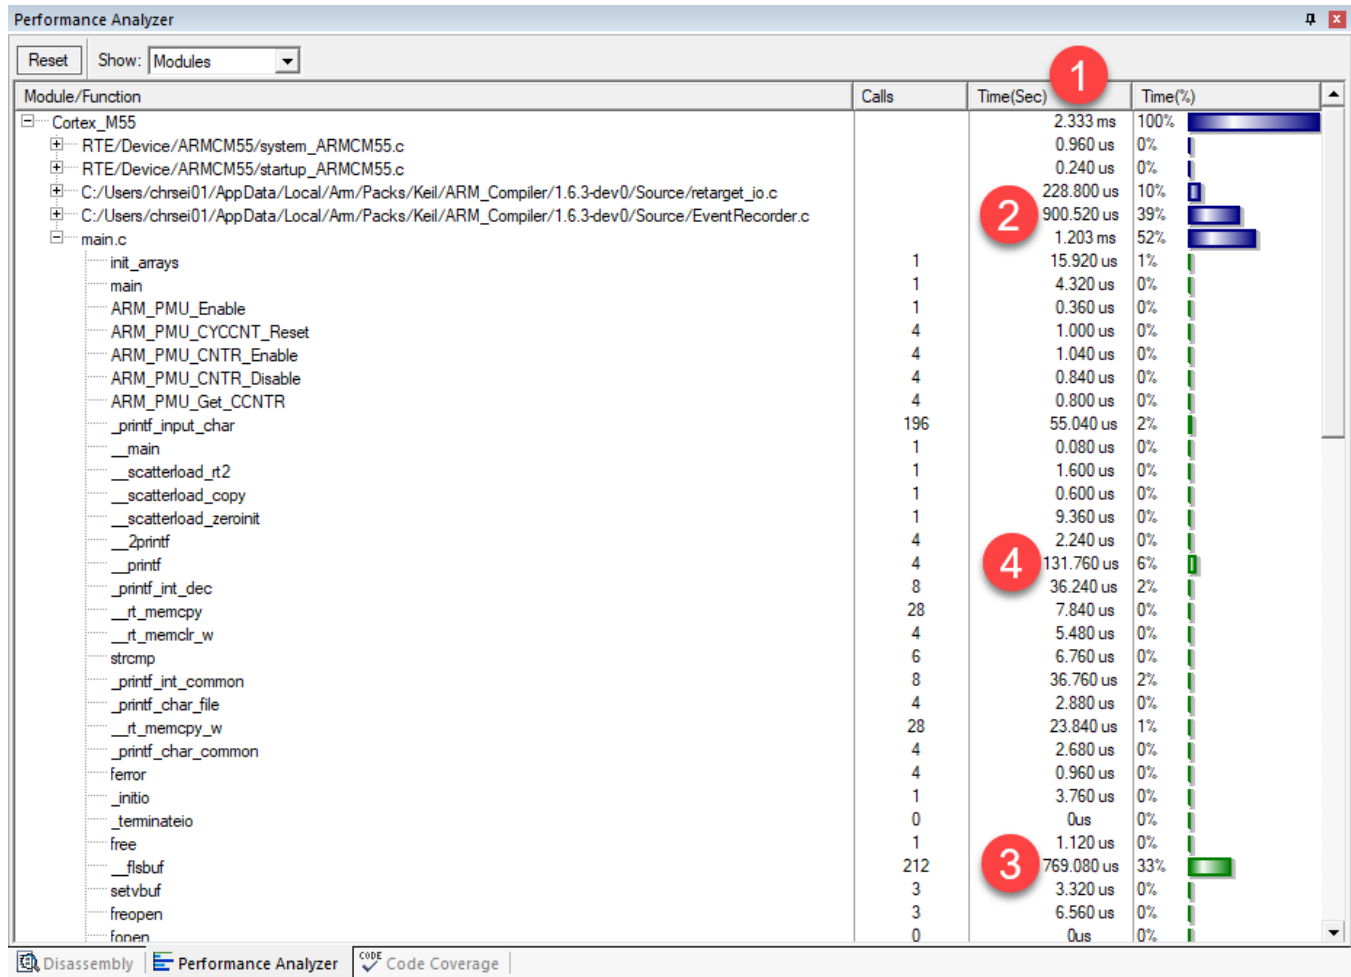 Performance Analyzer
Reset Show: Modules
1
Module/Function Calls Time(Sec) Time(%)
Cortex_M55 2.333 ms 100%
RTE/Device/ARMCM55/system_ARMCM55.c 0.960 us 0%
RTE/Device/ARMCM55/startup_ARMCM55.c 0.240 us 0%
C:/Users/chrsei01/AppData/Local/Arm/Packs/Keil/ARM_Compiler/1.6.3-dev0/Source/retarget_io.c 228.800 us 10%
C:/Users/chrsei01/AppData/Local/Arm/Packs/Keil/ARM_Compiler/1.6.3-dev0/Source/EventRecorder.c 2 900.520 us 39%
main.c 1.203 ms 52%
init_arrays 1 15.920 us 1%
main 1 4.320 us 0%
ARM_PMU_Enable 1 0.360 us 0%
ARM_PMU_CYCCNT_Reset 4 1.000 us 0%
ARM_PMU_CNTR_Enable 4 1.040 us 0%
ARM_PMU_CNTR_Disable 4 0.840 us 0%
ARM_PMU_Get_CCNTR 4 0.800 us 0%
_printf_input_char 196 55.040 us 2%
__main 1 0.080 us 0%
__scatterload_rt2 1 1.600 us 0%
__scatterload_copy 1 0.600 us 0%
__scatterload_zeroinit 1 9.360 us 0%
__2printf 4 2.240 us 0%
__printf 4 4 131.760 us 6%
_printf_int_dec 8 36.240 us 2%
__rt_memcpy 28 7.840 us 0%
__rt_memclr_w 4 5.480 us 0%
strcmp 6 6.760 us 0%
_printf_int_common 8 36.760 us 2%
_printf_char_file 4 2.880 us 0%
__rt_memcpy_w 28 23.840 us 1%
_printf_char_common 4 2.680 us 0%
ferror 4 0.960 us 0%
_initio 1 3.760 us 0%
_terminateio 0 0us 0%
free 1 1.120 us 0%
__flsbuf 212 3 769.080 us 33%
setvbuf 3 3.320 us 0%
freopen 3 6.560 us 0%
fopen 0 0us 0%
Disassembly Performance Analyzer CODE Code Coverage